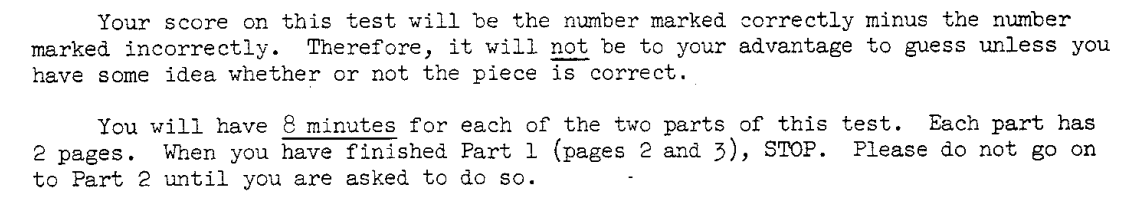 Your score on this test will be the number marked correctly minus the number
marked incorrectly. Therefore, it will not be to your advantage to guess unless you
have some idea whether or not the piece is correct.
You will have 8 minutes for each of the two parts of this test. Each part has
2 pages. When you have finished Part 1 (pages 2 and 3), STOP. Please do not go on
to Part 2 until you are asked to do so.